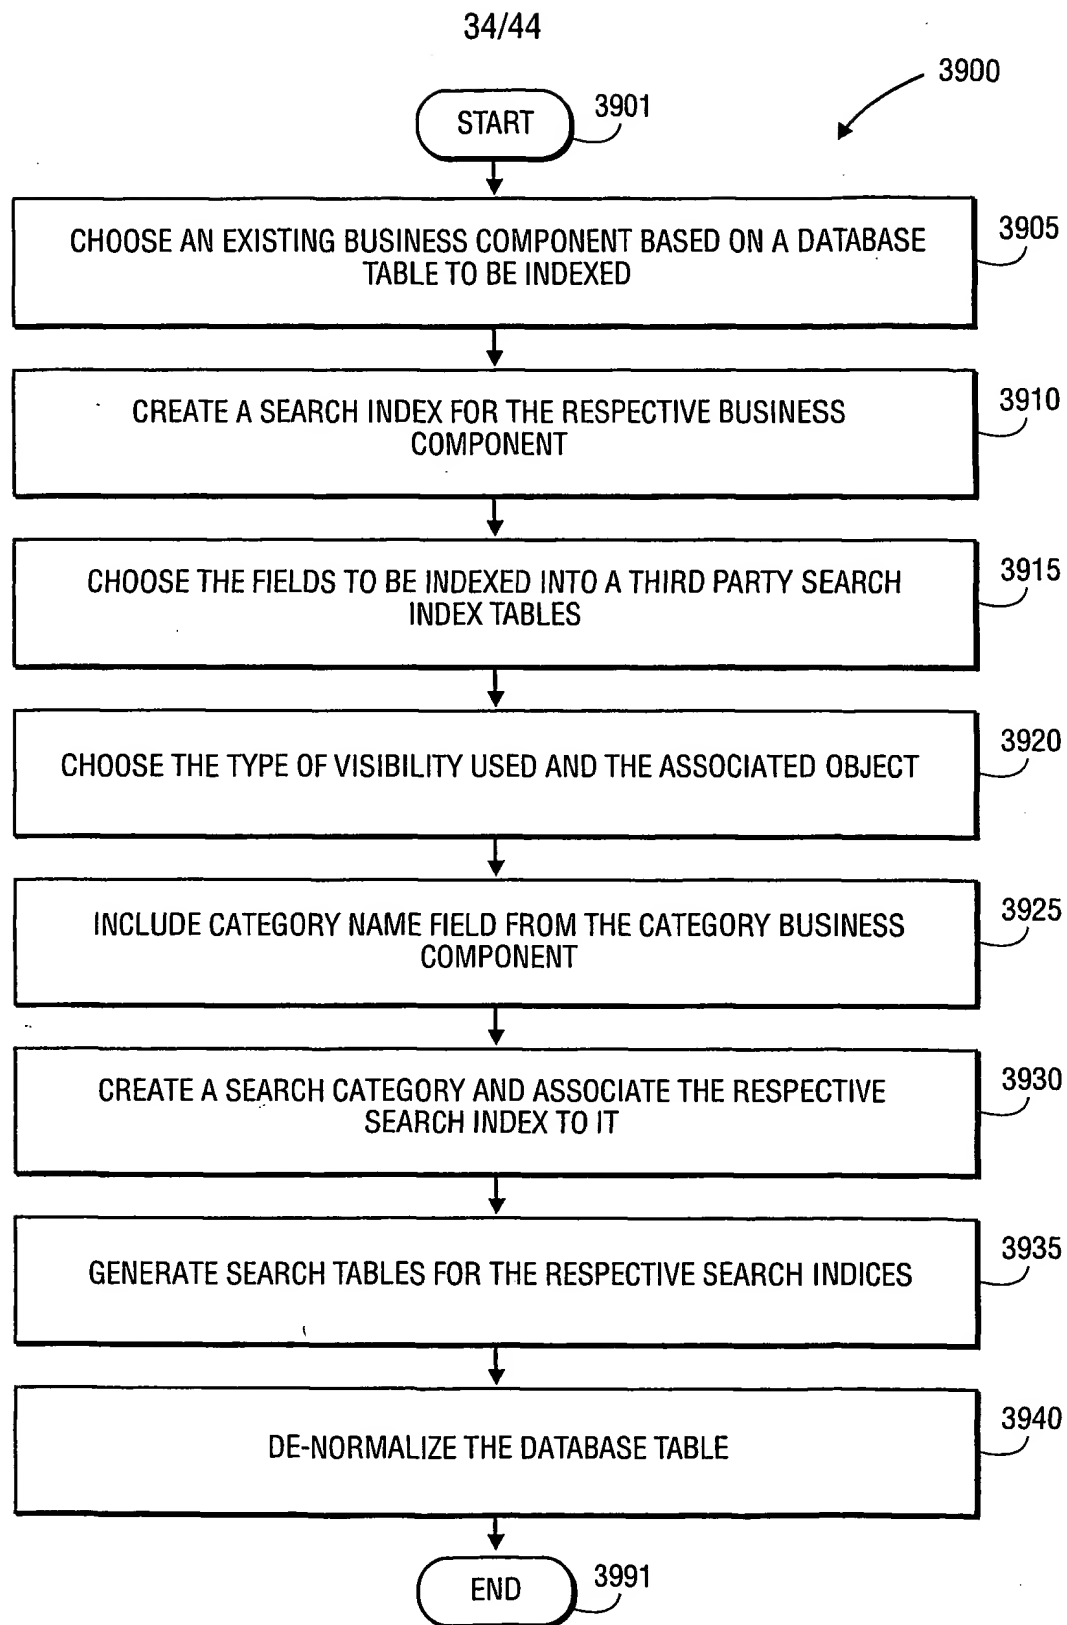 34/44
3900
START
3901
CHOOSE AN EXISTING BUSINESS COMPONENT BASED ON A DATABASE
TABLE TO BE INDEXED
3905
CREATE A SEARCH INDEX FOR THE RESPECTIVE BUSINESS
COMPONENT
3910
CHOOSE THE FIELDS TO BE INDEXED INTO A THIRD PARTY SEARCH
INDEX TABLES
3915
CHOOSE THE TYPE OF VISIBILITY USED AND THE ASSOCIATED OBJECT
3920
INCLUDE CATEGORY NAME FIELD FROM THE CATEGORY BUSINESS
COMPONENT
3925
CREATE A SEARCH CATEGORY AND ASSOCIATE THE RESPECTIVE
SEARCH INDEX TO IT
3930
GENERATE SEARCH TABLES FOR THE RESPECTIVE SEARCH INDICES
3935
DE-NORMALIZE THE DATABASE TABLE
3940
END
3991